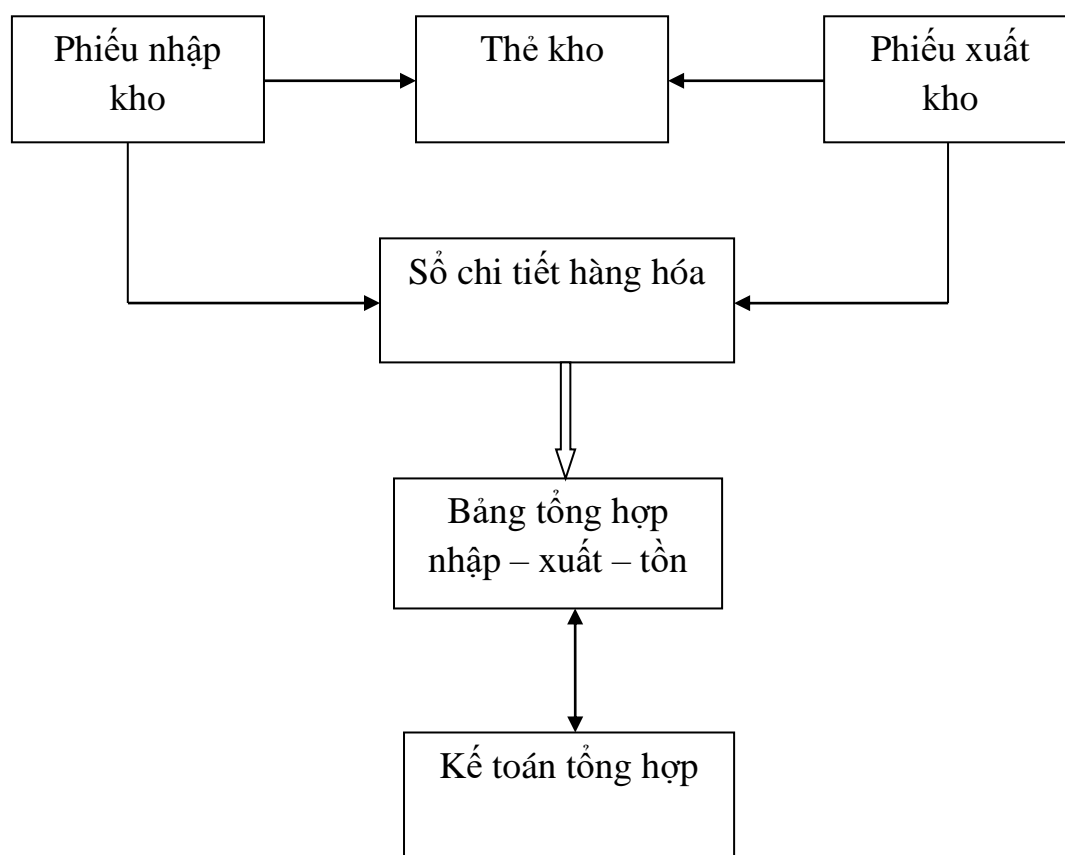 Phiếu nhập
kho
Thẻ kho
Phiếu xuất
kho
Sổ chi tiết hàng hóa
Bảng tổng hợp
nhập – xuất – tồn
Kế toán tổng hợp